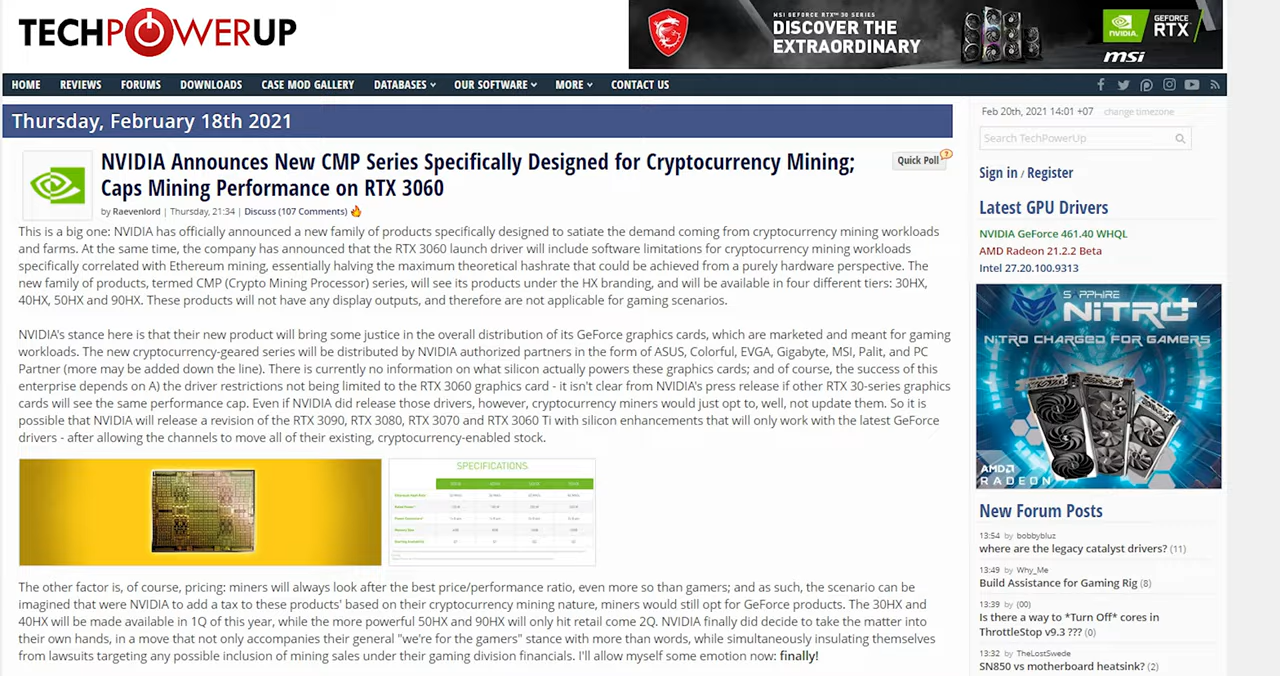 TECHPOWERUP
MSI GEFORCE RTX™ 30 SERIES
DISCOVER THE
EXTRAORDINARY
NVIDIA.
GEFORCE
RTX
msi
HOME REVIEWS FORUMS DOWNLOADS CASE MOD GALLERY DATABASES OUR SOFTWARE MORE CONTACT US
Thursday, February 18th 2021
NVIDIA Announces New CMP Series Specifically Designed for Cryptocurrency Mining;
Caps Mining Performance on RTX 3060
Quick Poll
?
by Raevenlord | Thursday, 21:34 | Discuss (107 Comments)
This is a big one: NVIDIA has officially announced a new family of products specifically designed to satiate the demand coming from cryptocurrency mining workloads
and farms. At the same time, the company has announced that the RTX 3060 launch driver will include software limitations for cryptocurrency mining workloads
specifically correlated with Ethereum mining, essentially halving the maximum theoretical hashrate that could be achieved from a purely hardware perspective. The
new family of products, termed CMP (Crypto Mining Processor) series, will see its products under the HX branding, and will be available in four different tiers: 30HX,
40HX, 50HX and 90HX. These products will not have any display outputs, and therefore are not applicable for gaming scenarios.
NVIDIA's stance here is that their new product will bring some justice in the overall distribution of its GeForce graphics cards, which are marketed and meant for gaming
workloads. The new cryptocurrency-geared series will be distributed by NVIDIA authorized partners in the form of ASUS, Colorful, EVGA, Gigabyte, MSI, Palit, and PC
Partner (more may be added down the line). There is currently no information on what silicon actually powers these graphics cards; and of course, the success of this
enterprise depends on A) the driver restrictions not being limited to the RTX 3060 graphics card - it isn't clear from NVIDIA's press release if other RTX 30-series graphics
cards will see the same performance cap. Even if NVIDIA did release those drivers, however, cryptocurrency miners would just opt to, well, not update them. So it is
possible that NVIDIA will release a revision of the RTX 3090, RTX 3080, RTX 3070 and RTX 3060 Ti with silicon enhancements that will only work with the latest GeForce
drivers - after allowing the channels to move all of their existing, cryptocurrency-enabled stock.
SPECIFICATIONS
The other factor is, of course, pricing: miners will always look after the best price/performance ratio, even more so than gamers; and as such, the scenario can be
imagined that were NVIDIA to add a tax to these products' based on their cryptocurrency mining nature, miners would still opt for GeForce products. The 30HX and
40HX will be made available in 1Q of this year, while the more powerful 50HX and 90HX will only hit retail come 2Q. NVIDIA finally did decide to take the matter into
their own hands, in a move that not only accompanies their general "we're for the gamers" stance with more than words, while simultaneously insulating themselves
from lawsuits targeting any possible inclusion of mining sales under their gaming division financials. I'll allow myself some emotion now: finally!
Feb 20th, 2021 14:01 +07 change timezone
Search TechPowerUp
Sign in / Register
Latest GPU Drivers
NVIDIA GeForce 461.40 WHQL
AMD Radeon 21.2.2 Beta
Intel 27.20.100.9313
SAPPHIRE
NITRO+
NITRO CHARGED FOR GAMERS
AMD
RADEON
New Forum Posts
13:54 by bobbybluz
where are the legacy catalyst drivers? (11)
13:49 by Why_Me
Build Assistance for Gaming Rig (8)
13:39 by (00)
Is there a way to *Turn Off* cores in
ThrottleStop v9.3 ??? (0)
13:32 by TheLostSwede
SN850 vs motherboard heatsink? (2)